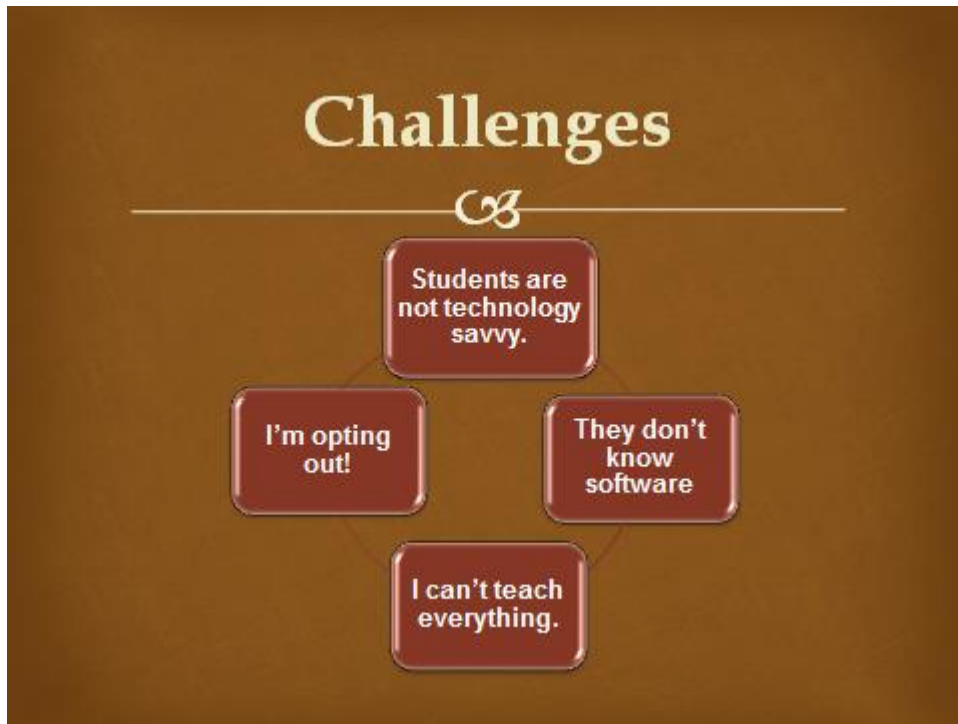 Challenges
Students are
not technology
savvy.
I'm opting
out!
They don't
know
software
I can't teach
everything.